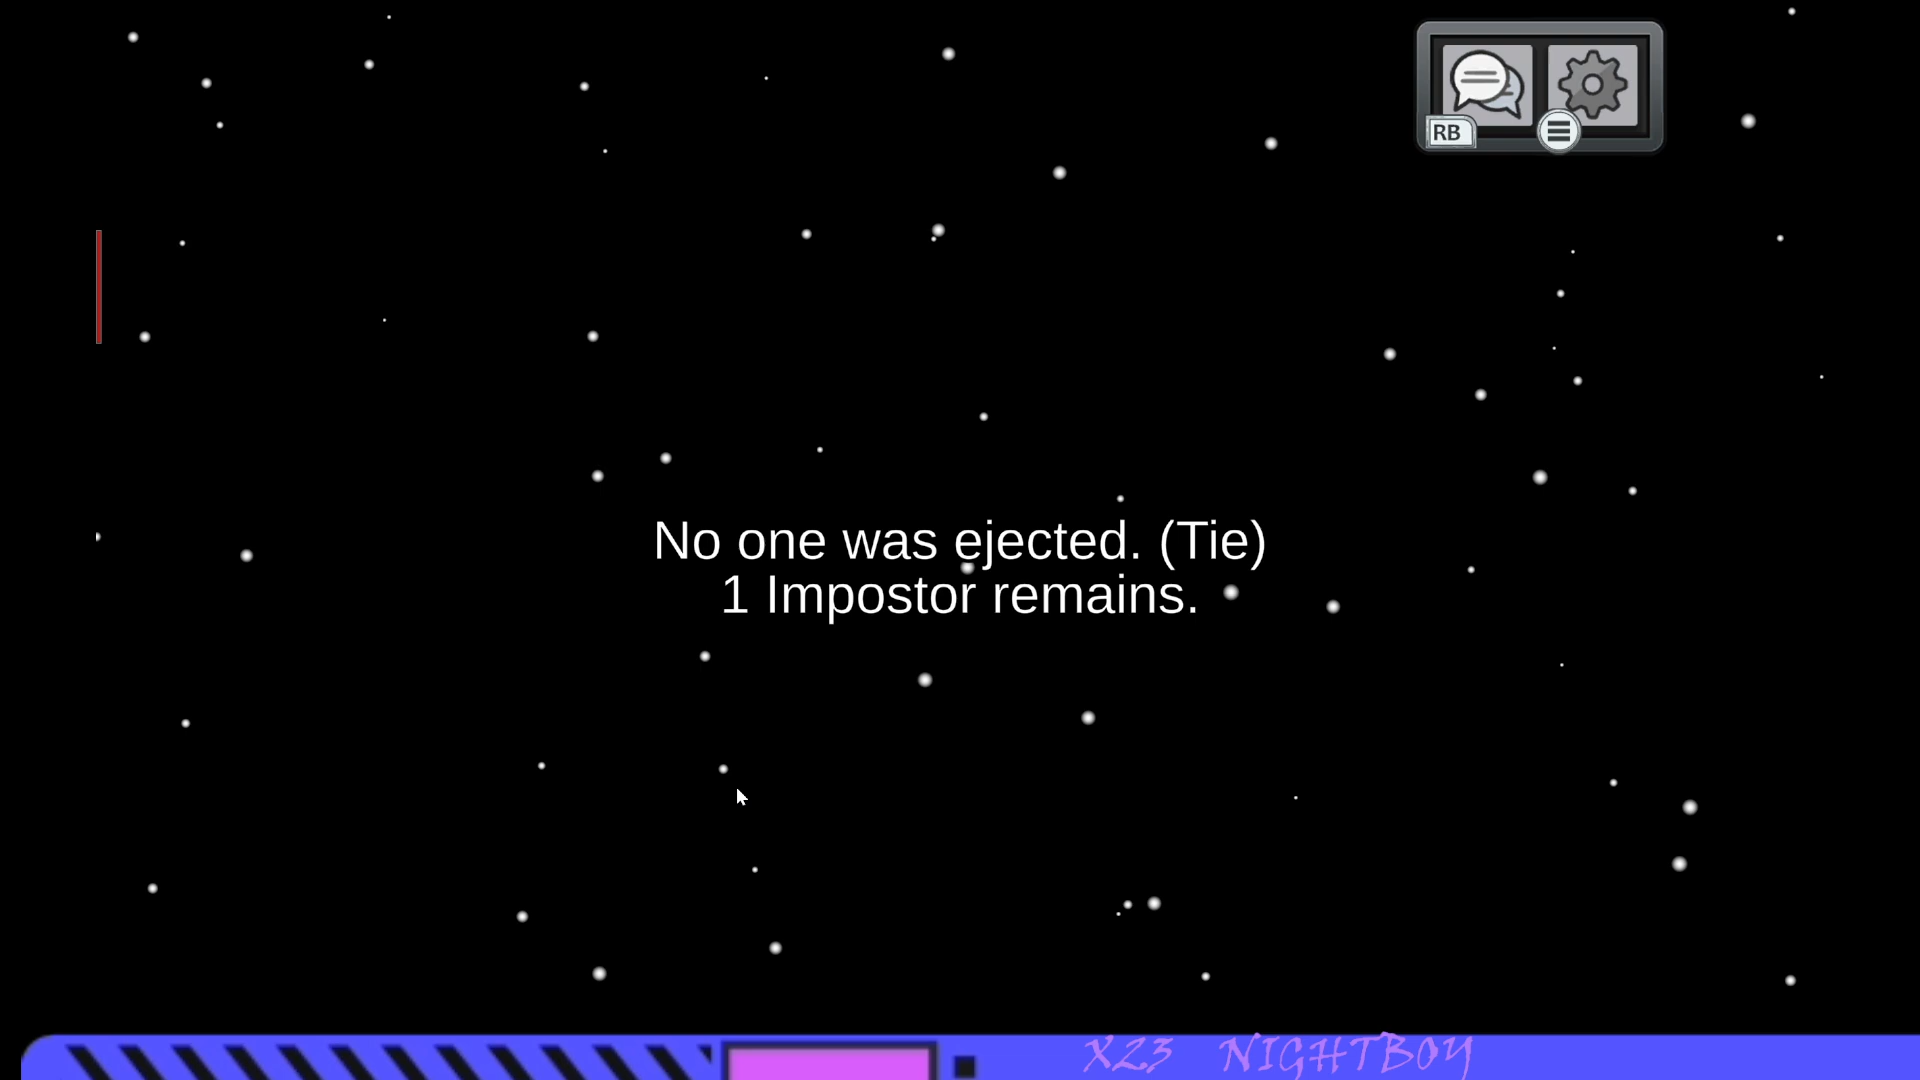 RB
No one was ejected. (Tie)
1 Impostor remains.
X23 NIGHTBOY